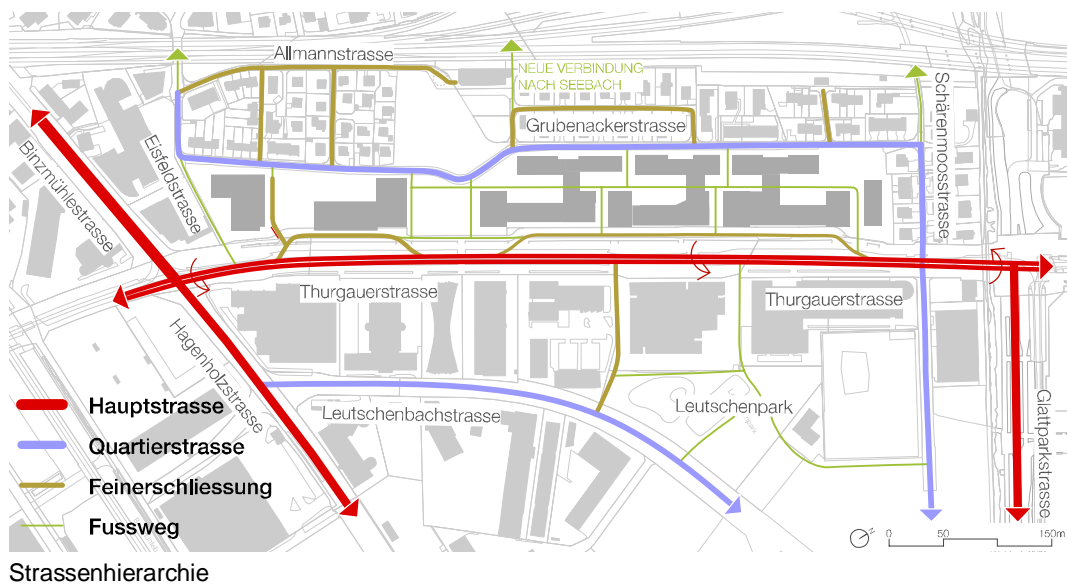 Allmannstrasse
NEUE VERBINDUNG
NACH SEEBACH
Grubenackerstrasse
Schärenmoosstrasse
Binzmühlestrasse
Eisfeldstrasse
Thurgauerstrasse
Thurgauerstrasse
Hagenholzstrasse
Leutschenbachstrasse
Leutschenpark
Glattparkstrasse
Hauptstrasse
Quartierstrasse
Feinerschliessung
Fussweg
N
0 50 150m
Strassenhierarchie